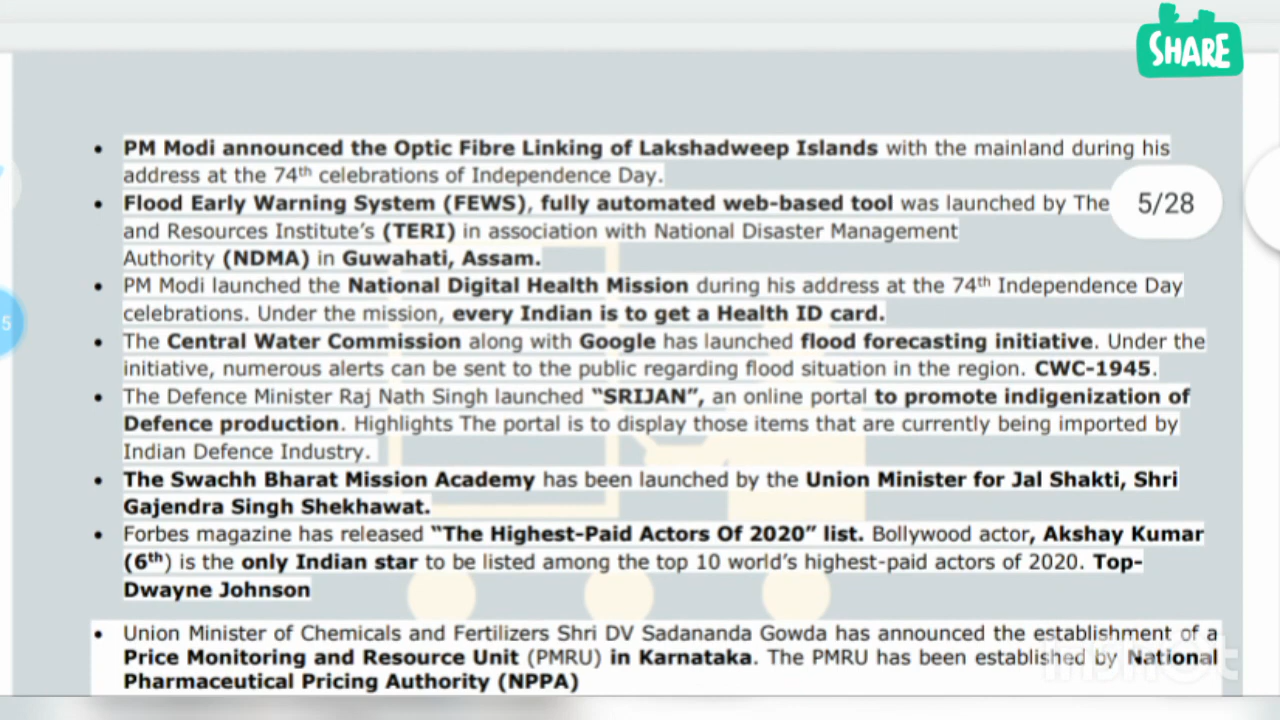 SHARE
PM Modi announced the Optic Fibre Linking of Lakshadweep Islands with the mainland during his
address at the 74th celebrations of Independence Day.
Flood Early Warning System (FEWS), fully automated web-based tool was launched by The
5/28
and Resources Institute's (TERI) in association with National Disaster Management
Authority (NDMA) in Guwahati, Assam.
PM Modi launched the National Digital Health Mission during his address at the 74th Independence Day
celebrations. Under the mission, every Indian is to get a Health ID card.
The Central Water Commission along with Google has launched flood forecasting initiative. Under the
5
initiative, numerous alerts can be sent to the public regarding flood situation in the region. CWC-1945.
The Defence Minister Raj Nath Singh launched "SRIJAN", an online portal to promote indigenization of
Defence production. Highlights The portal is to display those items that are currently being imported by
Indian Defence Industry.
The Swachh Bharat Mission Academy has been launched by the Union Minister for Jal Shakti, Shri
Gajendra Singh Shekhawat.
Forbes magazine has released "The Highest-Paid Actors Of 2020" list. Bollywood actor, Akshay Kumar
(6th) is the only Indian star to be listed among the top 10 world's highest-paid actors of 2020. Top-
Dwayne Johnson
Union Minister of Chemicals and Fertilizers Shri DV Sadananda Gowda has announced the establishment of a
Price Monitoring and Resource Unit (PMRU) in Karnataka. The PMRU has been established by National
Pharmaceutical Pricing Authority (NPPA)